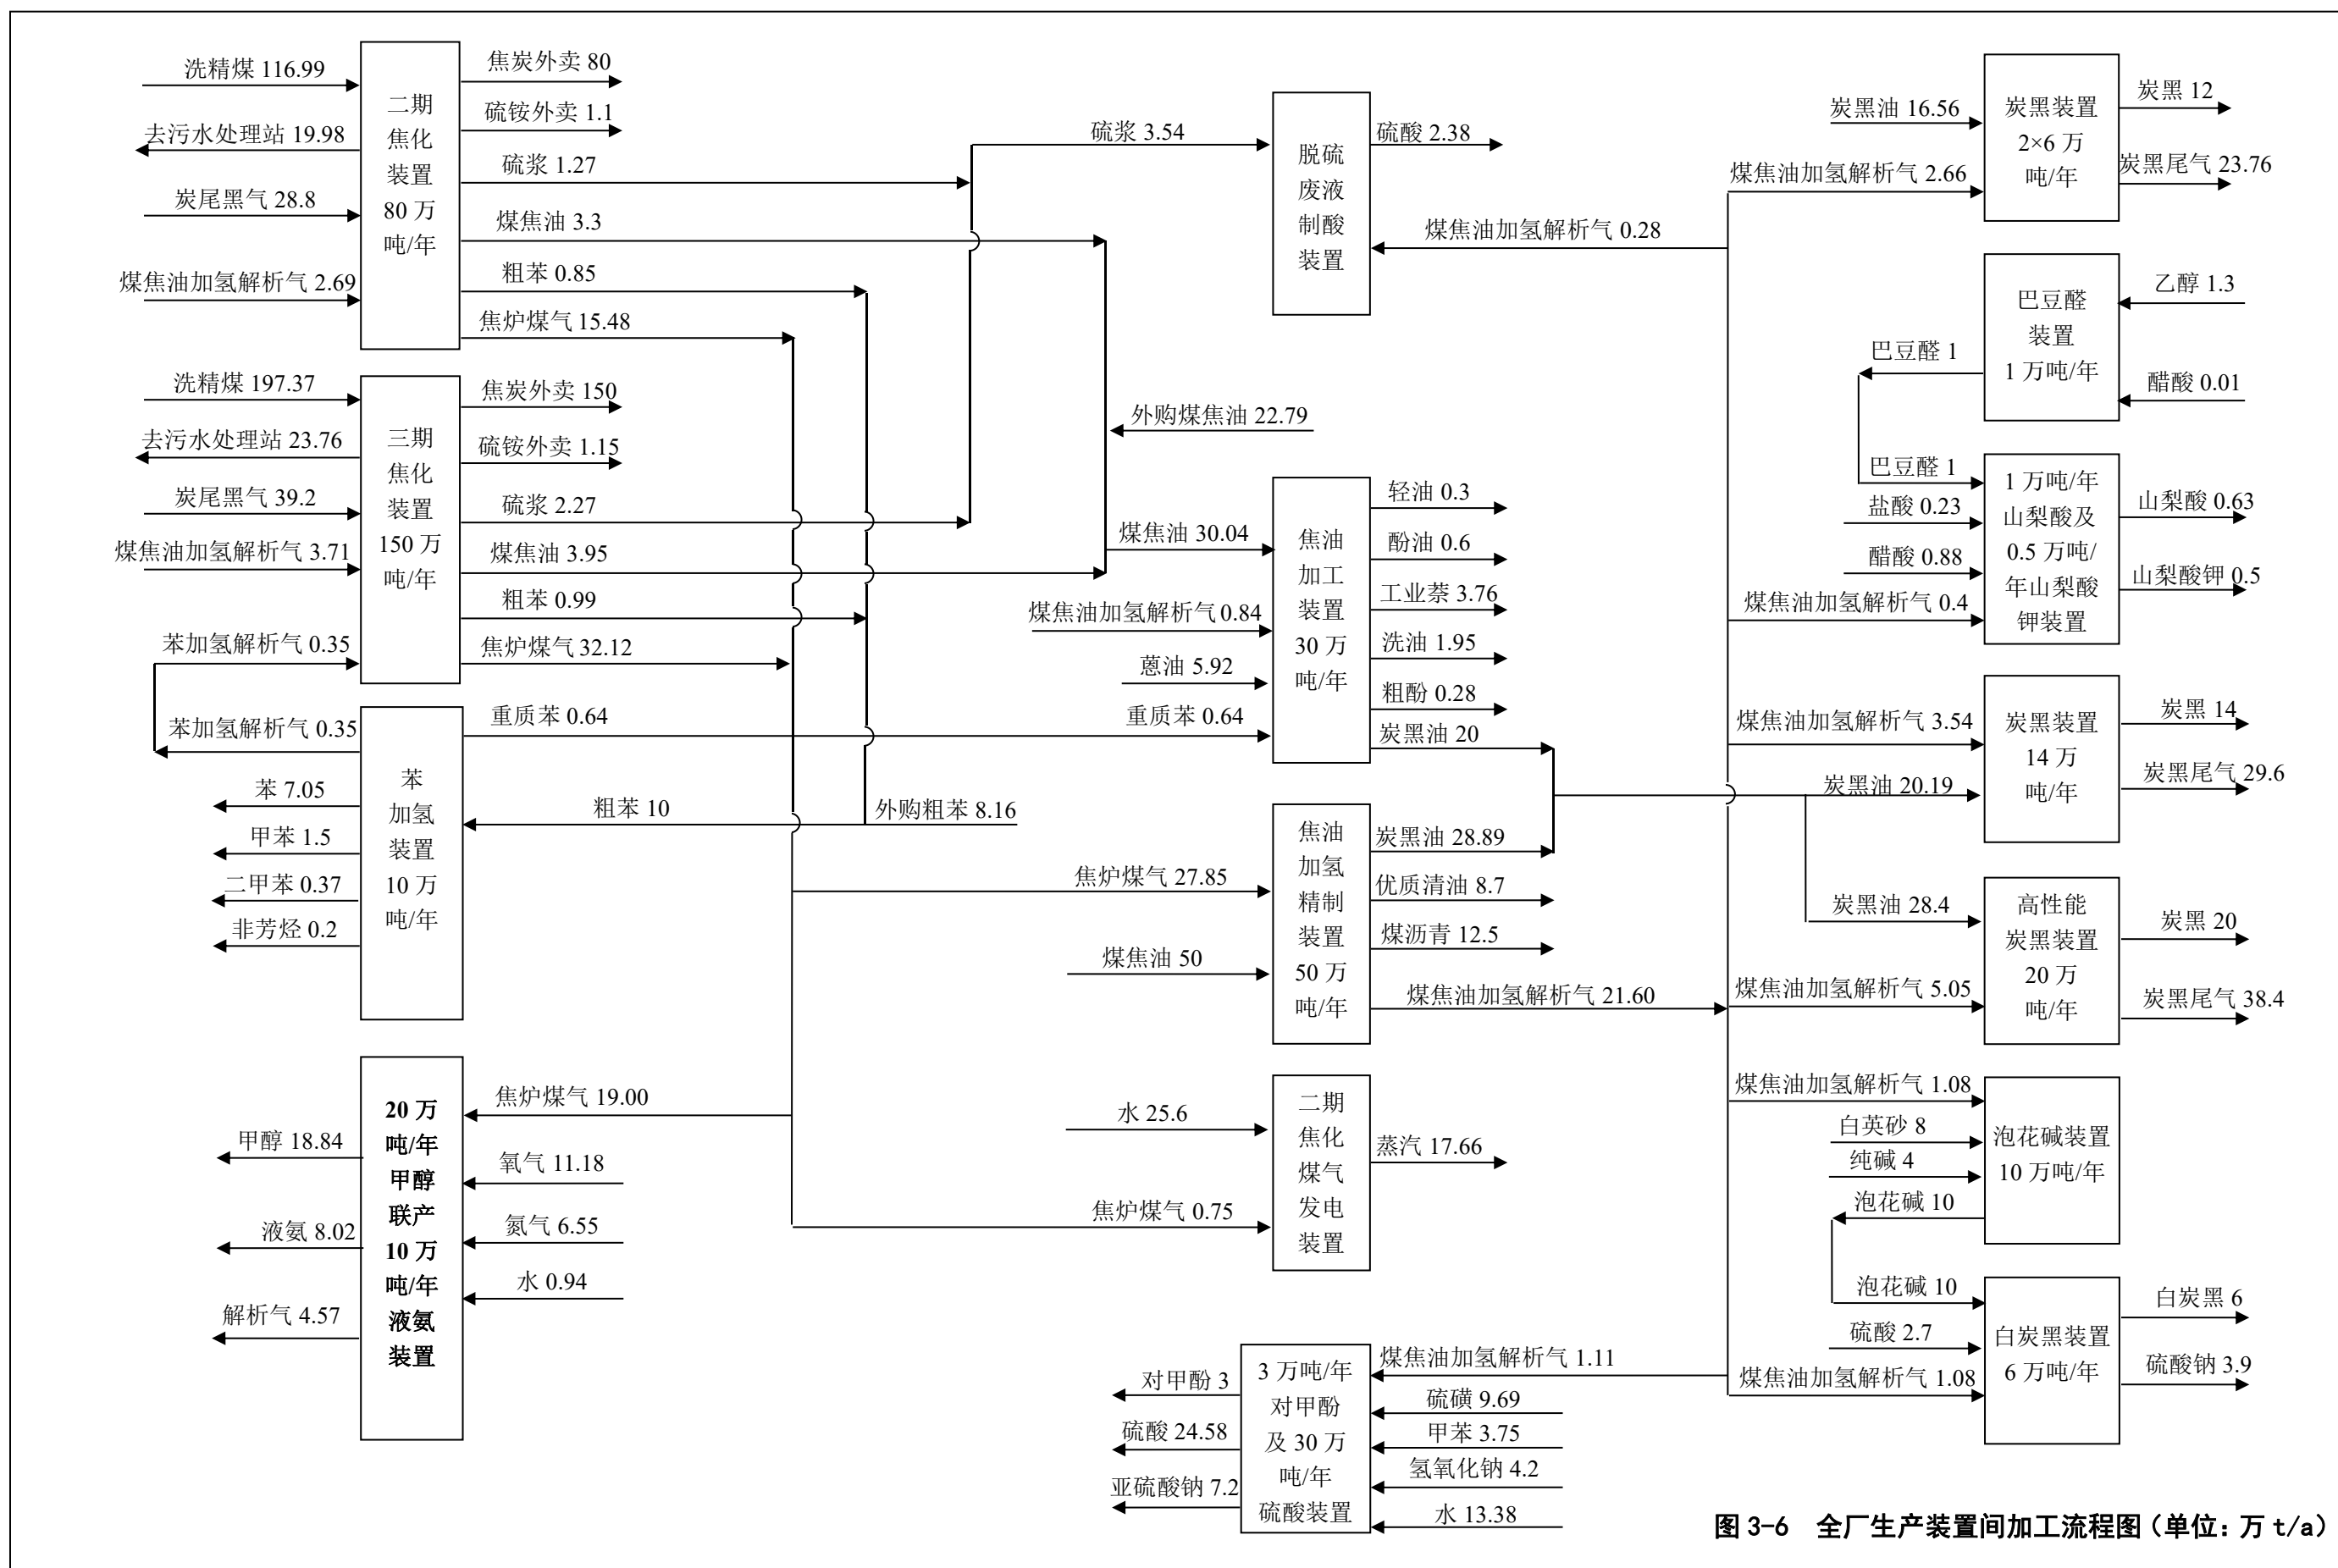 洗精煤 116.99
去污水处理站 19.98
炭尾黑气 28.8
煤焦油加氢解析气 2.69
二期
焦化
装置
80 万
吨/年
焦炭外卖 80
硫铵外卖 1.1
硫浆 1.27
煤焦油 3.3
粗苯 0.85
焦炉煤气 15.48
洗精煤 197.37
去污水处理站 23.76
炭尾黑气 39.2
煤焦油加氢解析气 3.71
苯加氢解析气 0.35
三期
焦化
装置
150 万
吨/年
焦炭外卖 150
硫铵外卖 1.15
硫浆 2.27
煤焦油 3.95
粗苯 0.99
焦炉煤气 32.12
苯加氢解析气 0.35
苯 7.05
甲苯 1.5
二甲苯 0.37
非芳烃 0.2
苯
加氢
装置
10 万
吨/年
重质苯 0.64
粗苯 10
外购粗苯 8.16
甲醇 18.84
液氨 8.02
解析气 4.57
20 万
吨/年
甲醇
联产
10 万
吨/年
液氨
装置
焦炉煤气 19.00
氧气 11.18
氮气 6.55
水 0.94
硫浆 3.54
脱硫
废液
制酸
装置
硫酸 2.38
煤焦油加氢解析气 0.28
外购煤焦油 22.79
煤焦油 30.04
煤焦油加氢解析气 0.84
蒽油 5.92
重质苯 0.64
焦油
加工
装置
30 万
吨/年
轻油 0.3
酚油 0.6
工业萘 3.76
洗油 1.95
粗酚 0.28
炭黑油 20
焦炉煤气 27.85
煤焦油 50
焦油
加氢
精制
装置
50 万
吨/年
炭黑油 28.89
优质清油 8.7
煤沥青 12.5
煤焦油加氢解析气 21.60
水 25.6
焦炉煤气 0.75
二期
焦化
煤气
发电
装置
蒸汽 17.66
对甲酚 3
硫酸 24.58
亚硫酸钠 7.2
3 万吨/年
对甲酚
及 30 万
吨/年
硫酸装置
煤焦油加氢解析气 1.11
硫磺 9.69
甲苯 3.75
氢氧化钠 4.2
水 13.38
炭黑油 16.56
煤焦油加氢解析气 2.66
炭黑装置
2×6 万
吨/年
炭黑 12
炭黑尾气 23.76
巴豆醛
装置
1 万吨/年
乙醇 1.3
醋酸 0.01
巴豆醛 1
巴豆醛 1
盐酸 0.23
醋酸 0.88
煤焦油加氢解析气 0.4
1 万吨/年
山梨酸及
0.5 万吨/
年山梨酸
钾装置
山梨酸 0.63
山梨酸钾 0.5
煤焦油加氢解析气 3.54
炭黑油 20.19
炭黑装置
14 万
吨/年
炭黑 14
炭黑尾气 29.6
炭黑油 28.4
煤焦油加氢解析气 5.05
高性能
炭黑装置
20 万
吨/年
炭黑 20
炭黑尾气 38.4
煤焦油加氢解析气 1.08
白英砂 8
纯碱 4
泡花碱 10
泡花碱装置
10 万吨/年
泡花碱 10
硫酸 2.7
煤焦油加氢解析气 1.08
白炭黑装置
6 万吨/年
白炭黑 6
硫酸钠 3.9
图 3-6 全厂生产装置间加工流程图（单位：万 t/a）